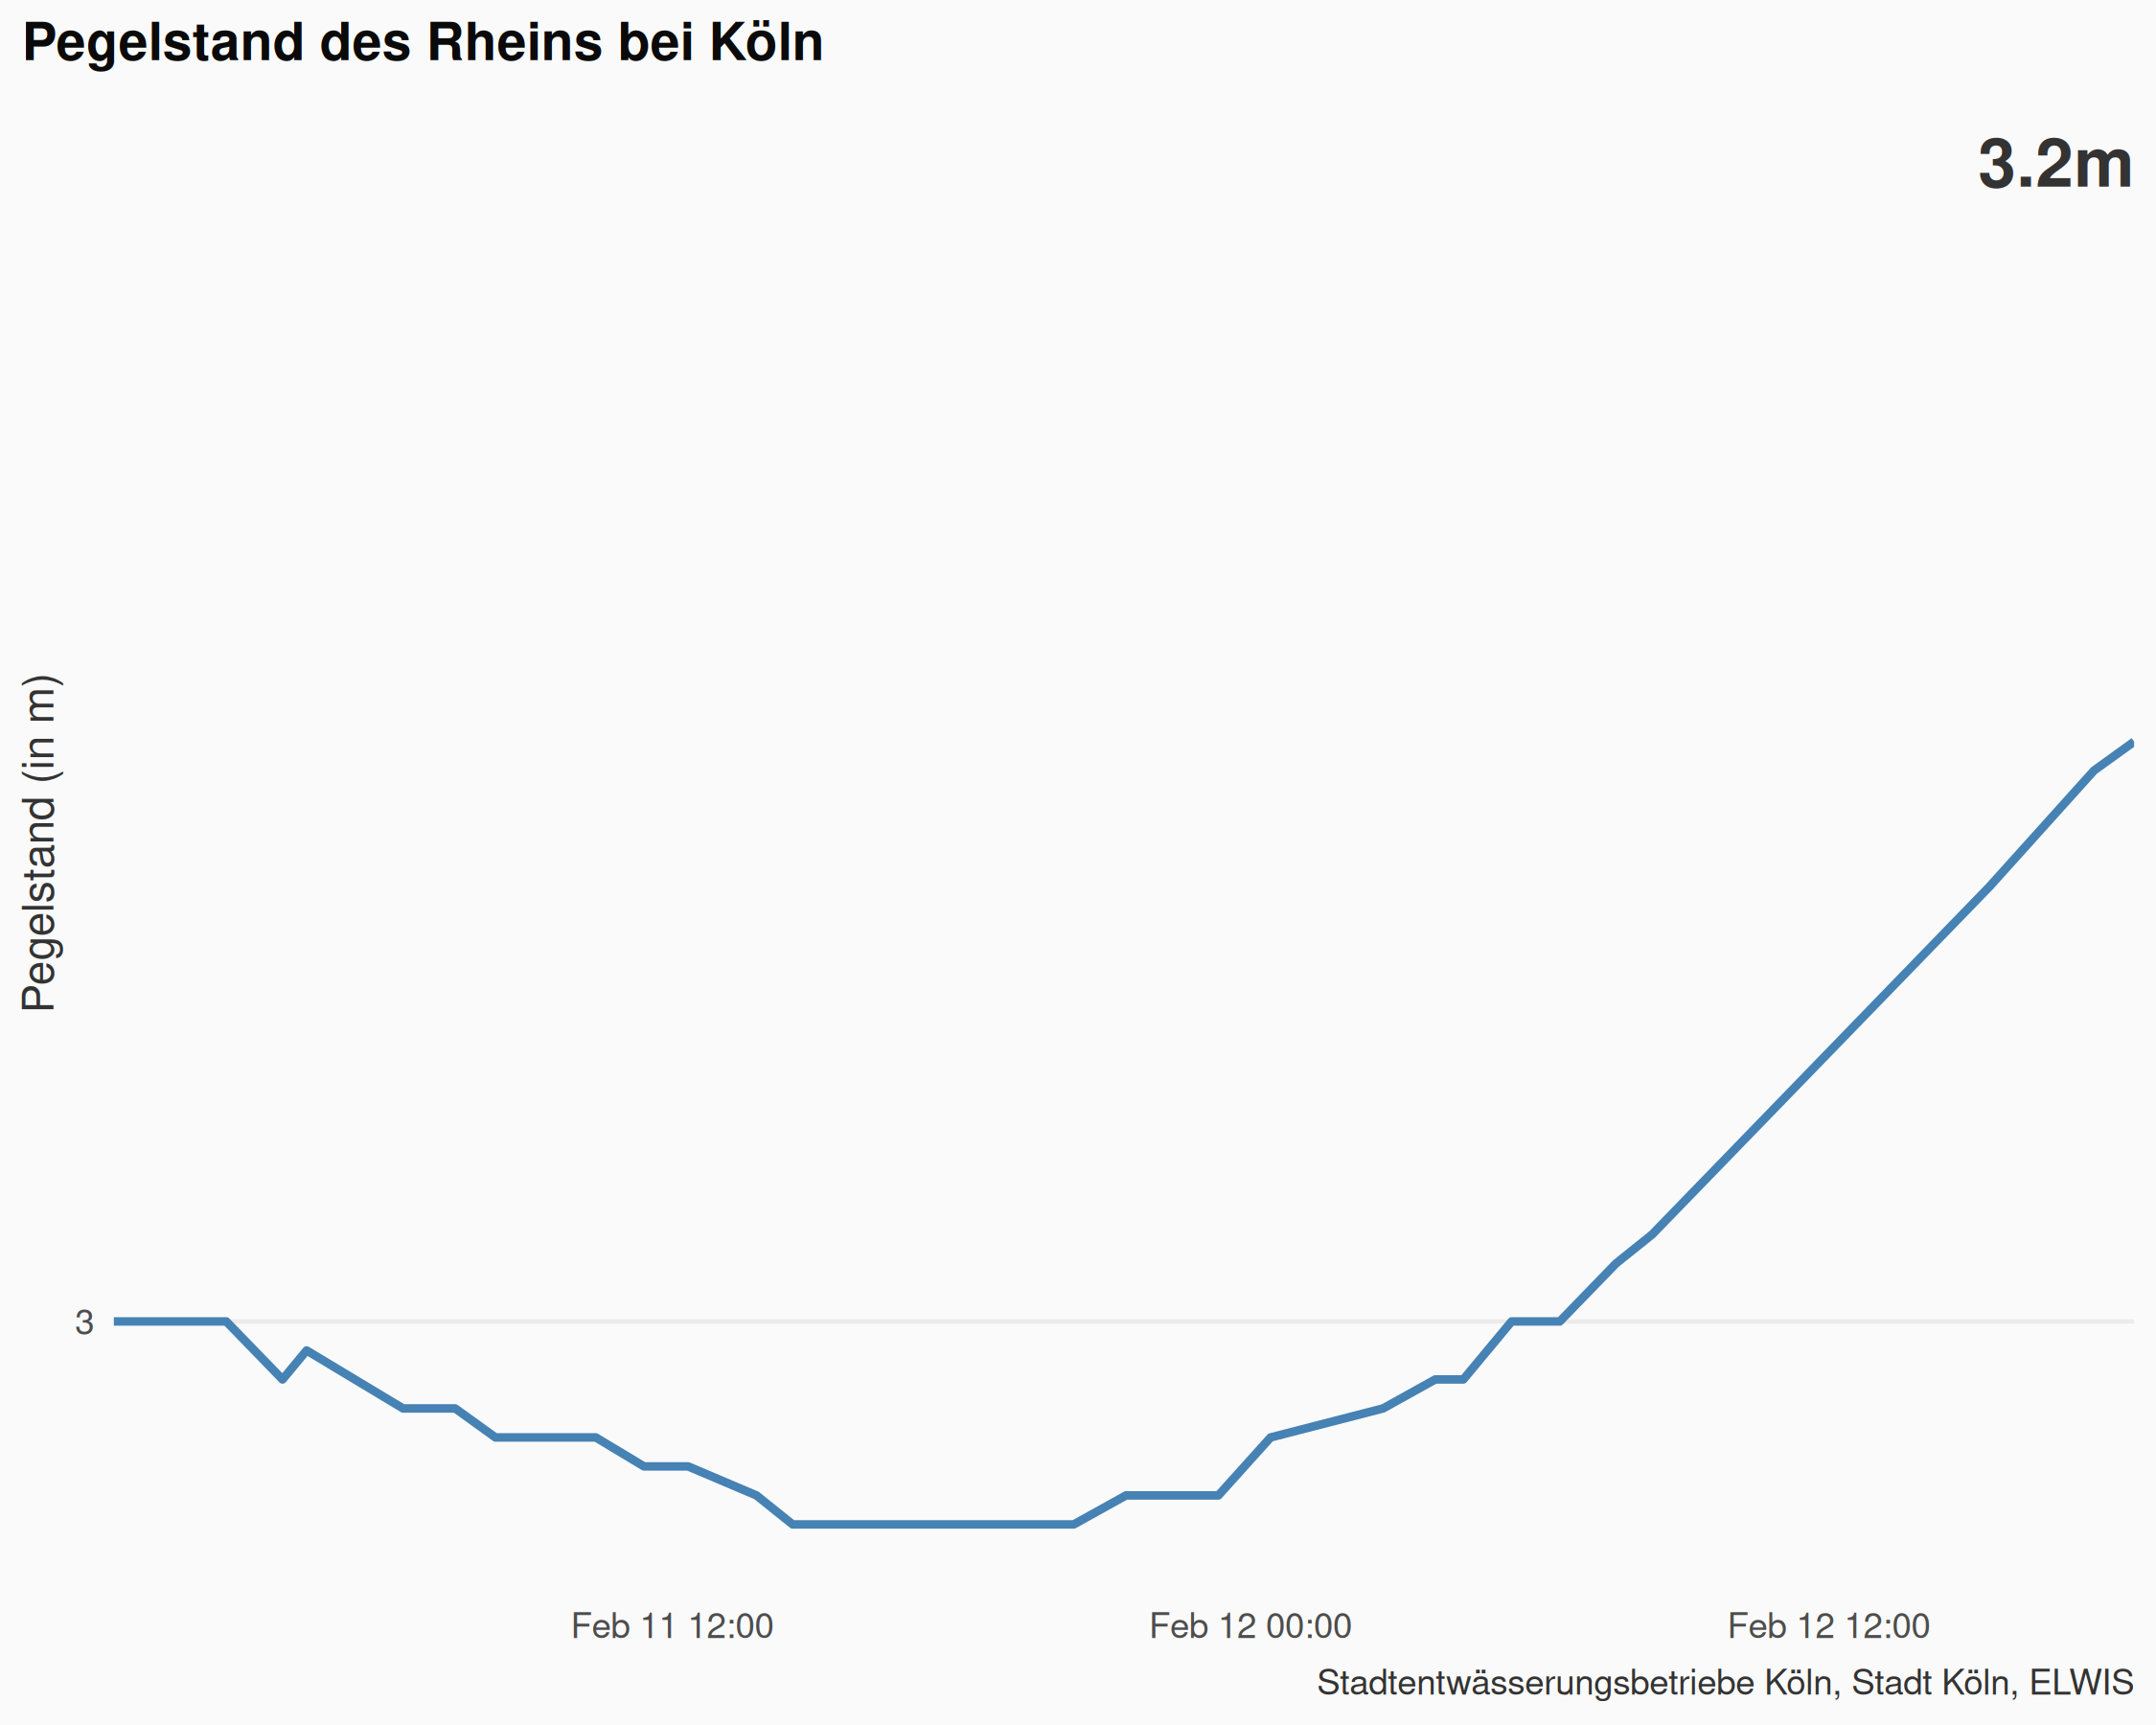 Pegelstand des Rheins bei Köln
3.2m
Pegelstand (in m)
3
Feb 11 12:00
Feb 12 00:00
Feb 12 12:00
Stadtentwässerungsbetriebe Köln, Stadt Köln, ELWIS